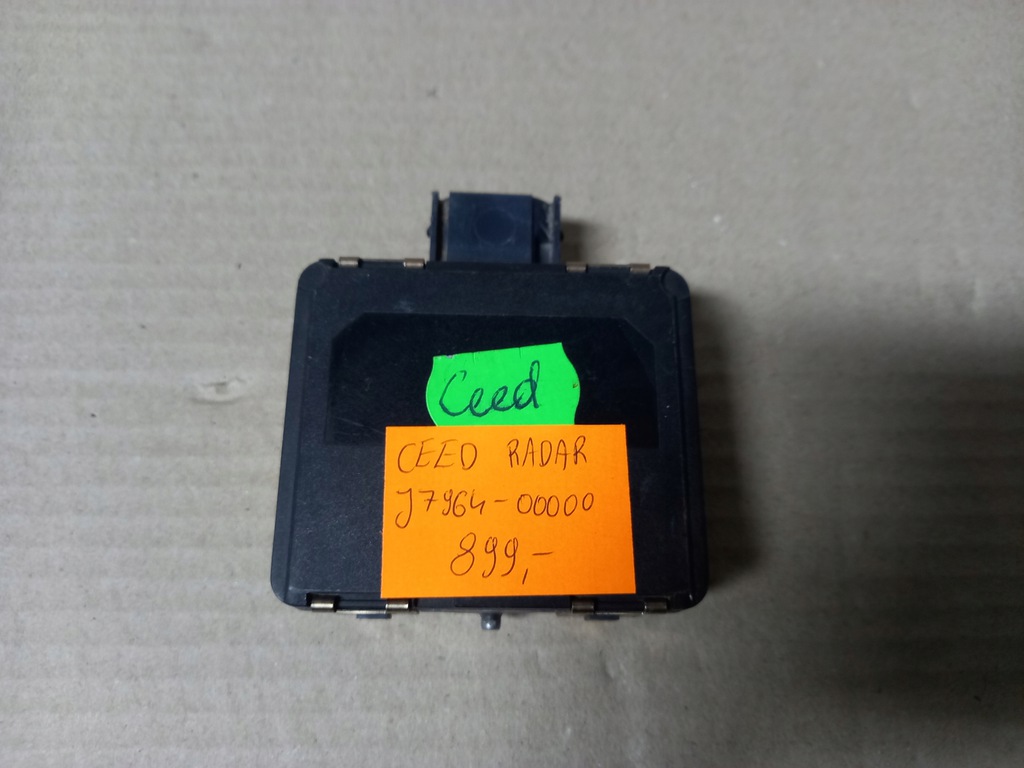 Ceed
CEED RADAR
J7964-00000
899,-